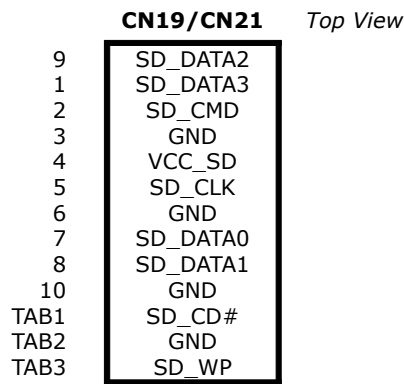 CN19/CN21 Top View
9 SD_DATA2
1 SD_DATA3
2 SD_CMD
3 GND
4 VCC_SD
5 SD_CLK
6 GND
7 SD_DATA0
8 SD_DATA1
10 GND
TAB1 SD_CD#
TAB2 GND
TAB3 SD_WP